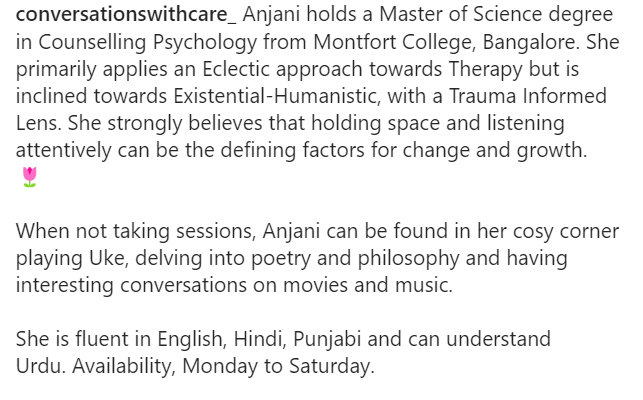 conversationswithcare_ Anjani holds a Master of Science degree
in Counselling Psychology from Montfort College, Bangalore. She
primarily applies an Eclectic approach towards Therapy but is
inclined towards Existential-Humanistic, with a Trauma Informed
Lens. She strongly believes that holding space and listening
attentively can be the defining factors for change and growth.
🌷
When not taking sessions, Anjani can be found in her cosy corner
playing Uke, delving into poetry and philosophy and having
interesting conversations on movies and music.
She is fluent in English, Hindi, Punjabi and can understand
Urdu. Availability, Monday to Saturday.